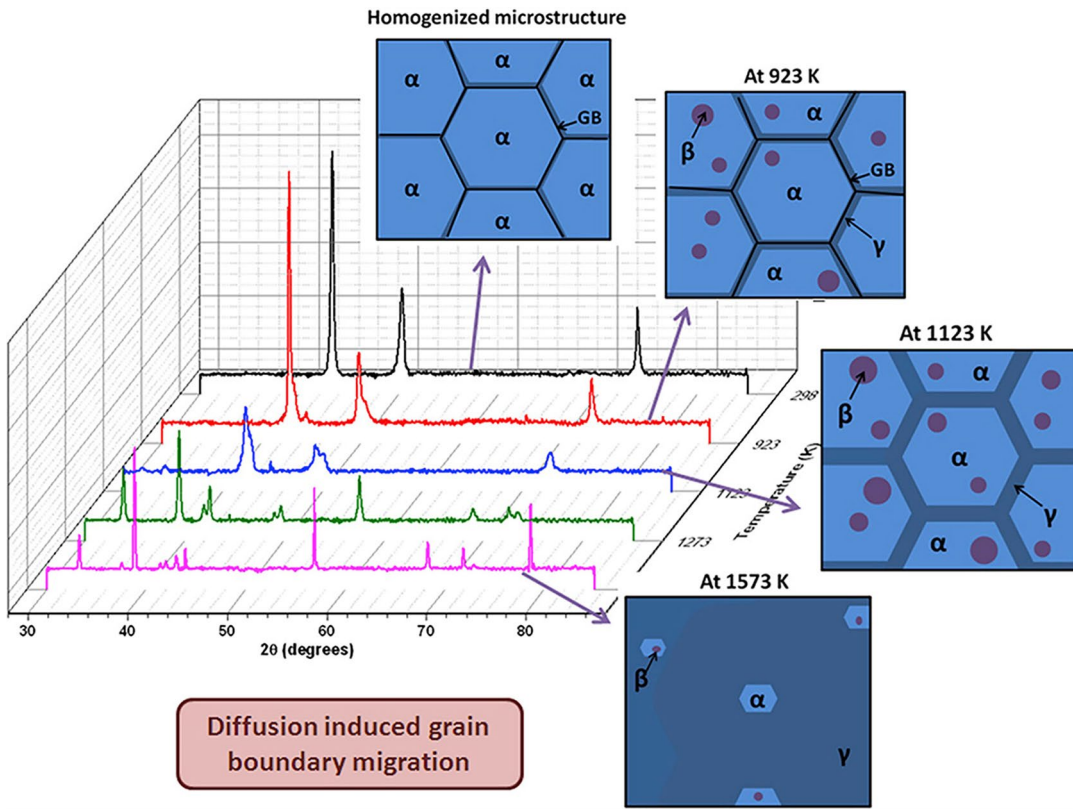 Homogenized microstructure
α
α
α
GB
α
α
α
α
At 923 K
α
β
GB
α
γ
α
At 1123 K
α
β
α
γ
α
298
923
1123
1273
Temperature (K)
At 1573 K
β
α
γ
30
40
50
60
70
80
2θ (degrees)
Diffusion induced grain
boundary migration